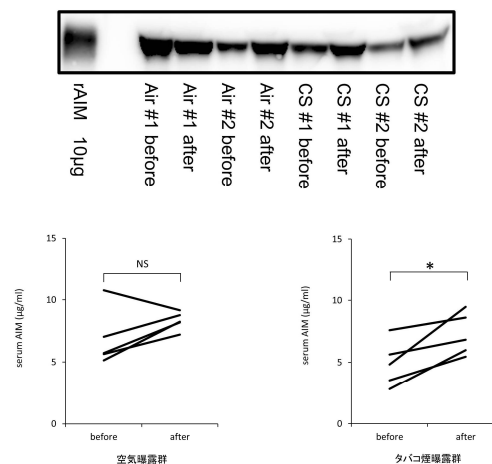 rAIM 10μg
Air #1 before
Air #1 after
Air #2 before
Air #2 after
CS #1 before
CS #1 after
CS #2 before
CS #2 after
15
10
5
0
serum AIM (μg/ml)
NS
before after
空気曝露群
15
10
5
0
serum AIM (μg/ml)
*
before after
タバコ煙曝露群